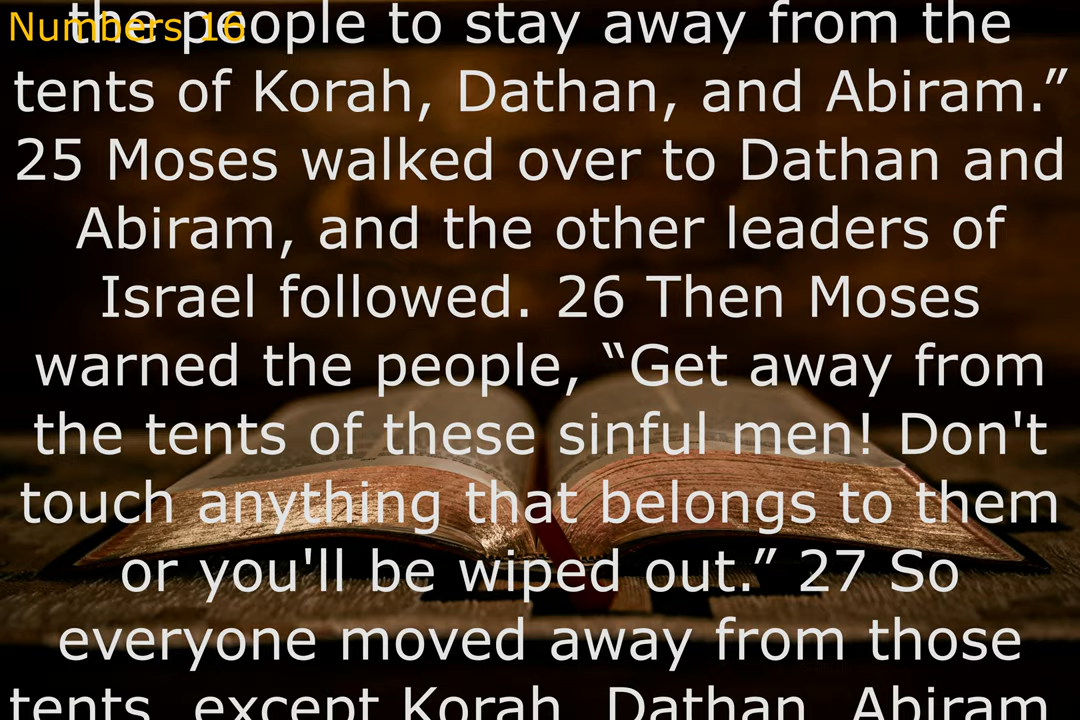 Numbers 16
the people to stay away from the
tents of Korah, Dathan, and Abiram.”
25 Moses walked over to Dathan and
Abiram, and the other leaders of
Israel followed. 26 Then Moses
warned the people, “Get away from
the tents of these sinful men! Don't
touch anything that belongs to them
or you'll be wiped out.” 27 So
everyone moved away from those
tents, except Korah, Dathan, Abiram,